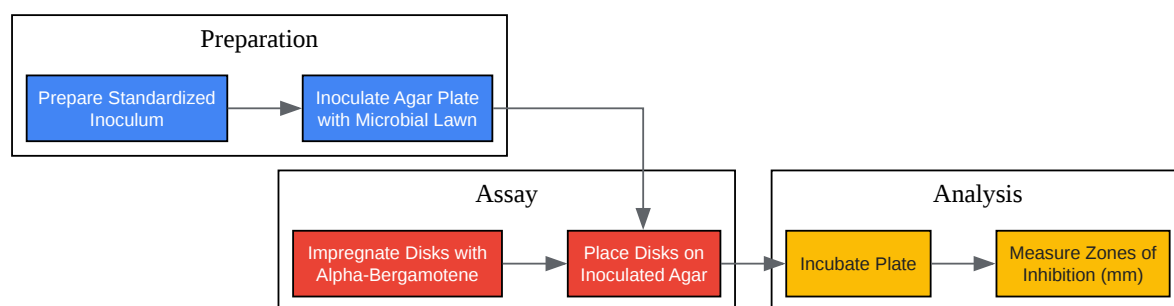 Preparation
Prepare Standardized
Inoculum
Inoculate Agar Plate
with Microbial Lawn
Assay
Impregnate Disks with
Alpha-Bergamotene
Place Disks on
Inoculated Agar
Analysis
Incubate Plate
Measure Zones of
Inhibition (mm)